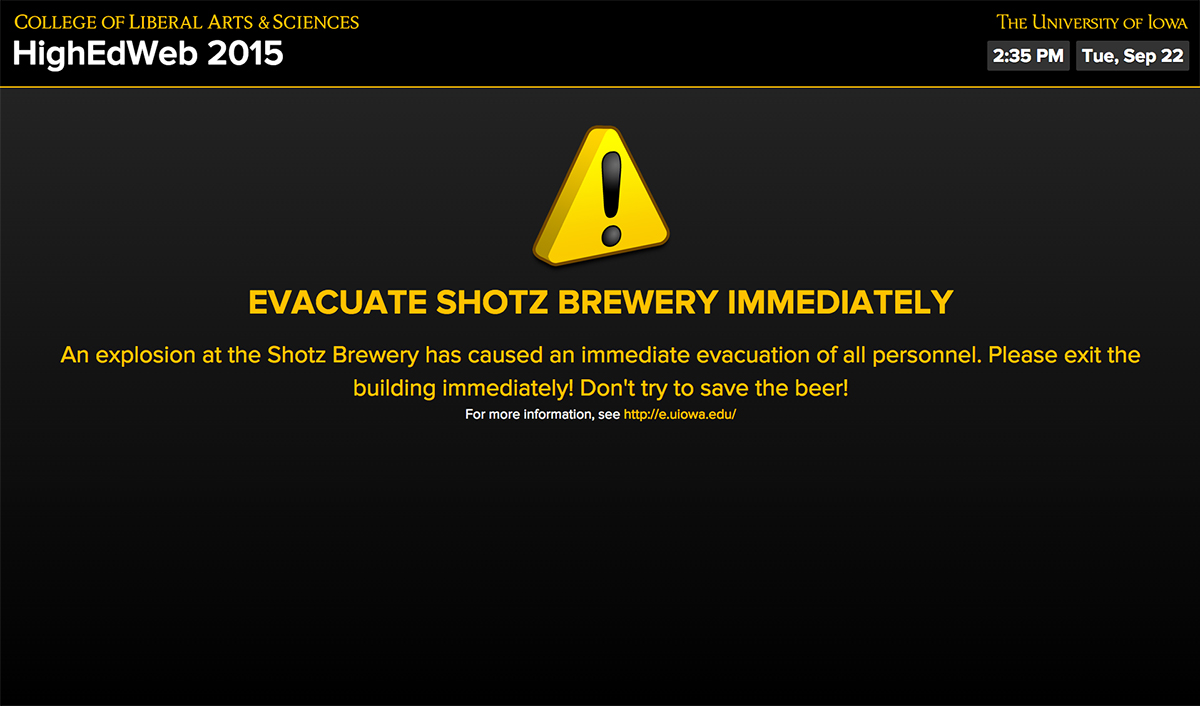 College of Liberal Arts & Sciences
HighEdWeb 2015
The University of Iowa
2:35 PM Tue, Sep 22
EVACUATE SHOTZ BREWERY IMMEDIATELY
An explosion at the Shotz Brewery has caused an immediate evacuation of all personnel. Please exit the
building immediately! Don't try to save the beer!
For more information, see http://e.uiowa.edu/